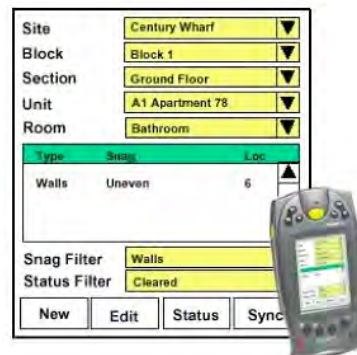 Site Century Wharf
Block Block 1
Section Ground Floor
Unit A1 Apartment 78
Room Bathroom
Type Snag Loc
Walls Uneven 6
Snag Filter Walls
Status Filter Cleared
New Edit Status Sync